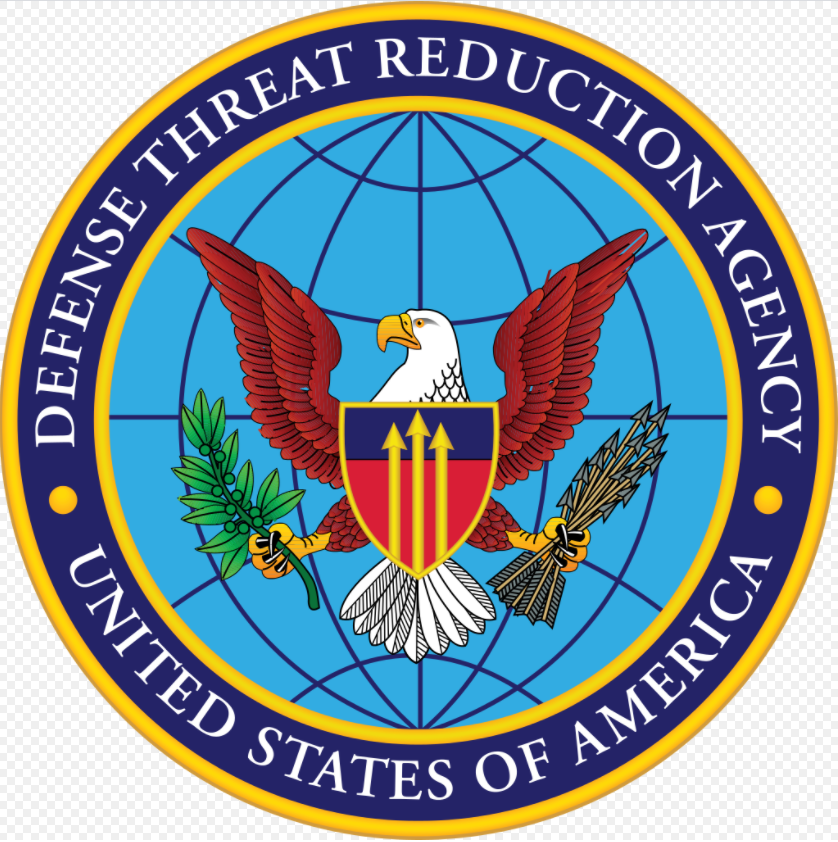 DEFENSE THREAT REDUCTION AGENCY
UNITED STATES OF AMERICA